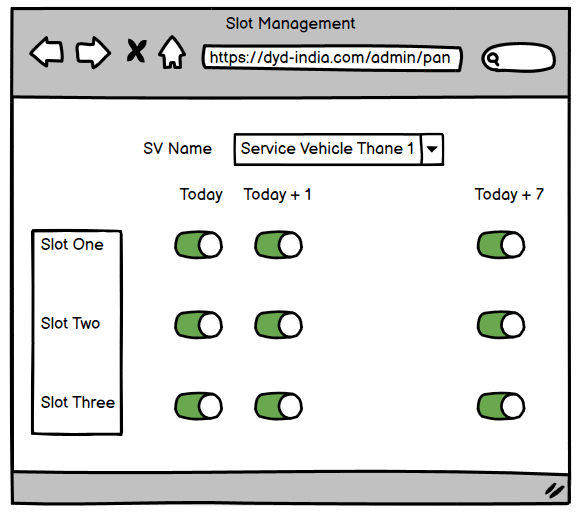 Slot Management
https://dyd-india.com/admin/pan
SV Name Service Vehicle Thane 1
Today Today + 1 Today + 7
Slot One
Slot Two
Slot Three